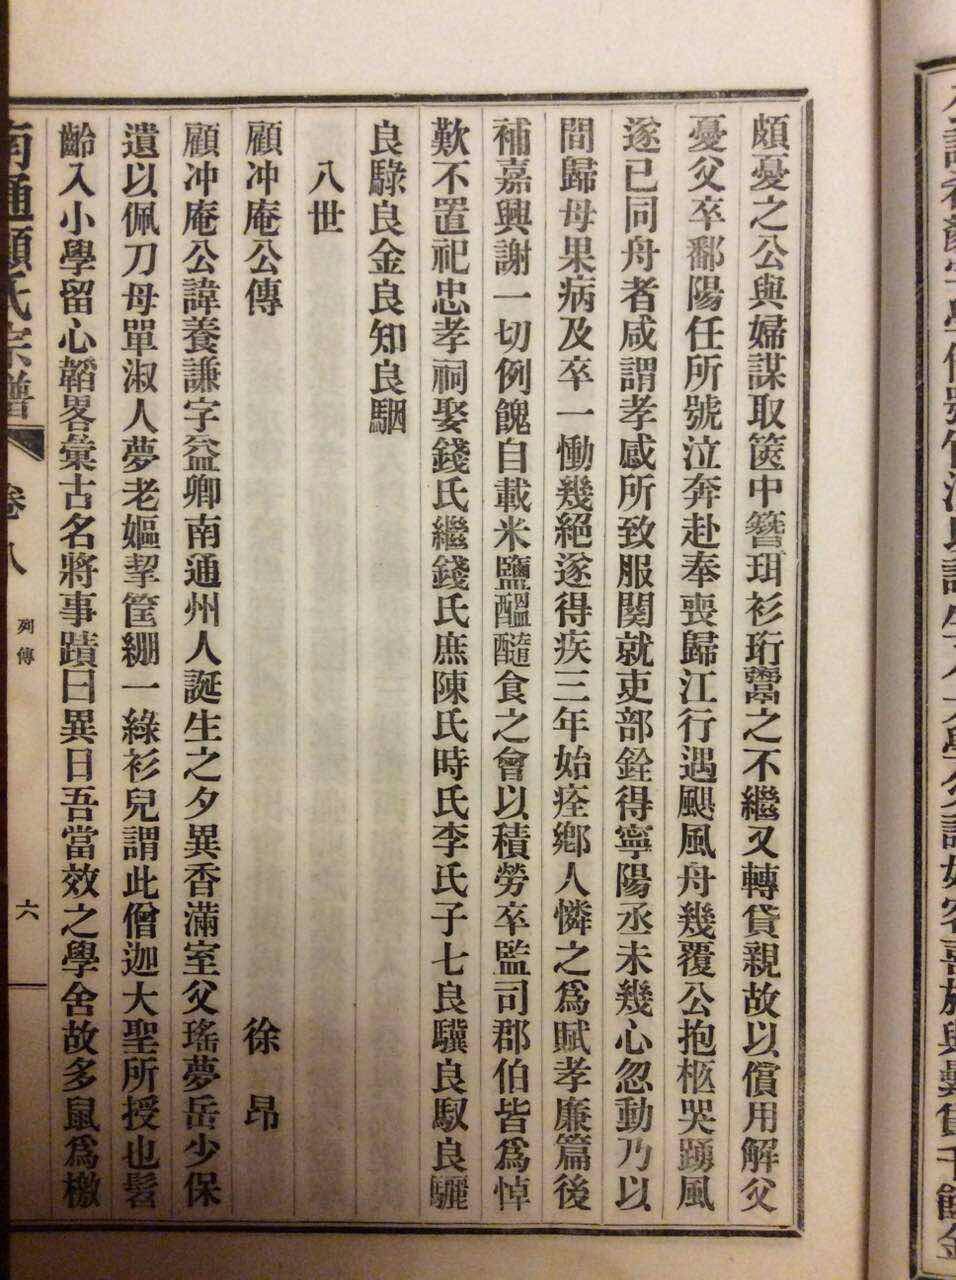 頗憂之公與婦謀取篋中簪珥衫珩鬻之不繼又轉貸親故以償用解父
憂父卒鄱陽任所號泣奔赴奉喪歸江行遇颶風舟幾覆公抱柩哭踴風
遂已同舟者咸謂孝感所致服闋就吏部銓得寧陽丞未幾心忽動乃以
間歸母果病及卒一慟幾絕遂得疾三年始痊鄉人憐之爲賦孝廉篇後
補嘉興謝一切例餽自載米鹽醞醯食之會以積勞卒監司郡伯皆爲悼
歎不置祀忠孝祠娶錢氏繼錢氏庶陳氏時氏李氏子七良驥良馭良驪
良騄良金良知良駰
八世
顧冲庵公傳 徐昂
顧冲庵公諱養謙字益卿南通州人誕生之夕異香滿室父瑤夢岳少保
遺以佩刀母單淑人夢老嫗挈筐繃一綠衫兒謂此僧迦大聖所授也髫
齡入小學留心韜畧彙古名將事蹟曰異日吾當效之學舍故多鼠爲檄
南通顧氏宗譜 卷八 列傳 六